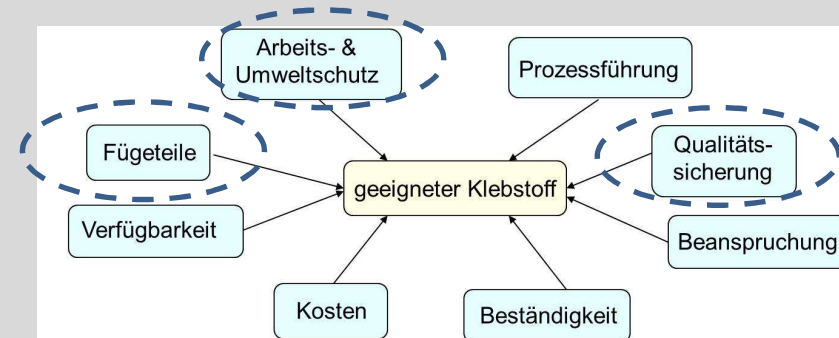 Arbeits- &
Umweltschutz
Prozessführung
Fügeteile
Qualitäts-
sicherung
geeigneter Klebstoff
Verfügbarkeit
Beanspruchung
Kosten
Beständigkeit